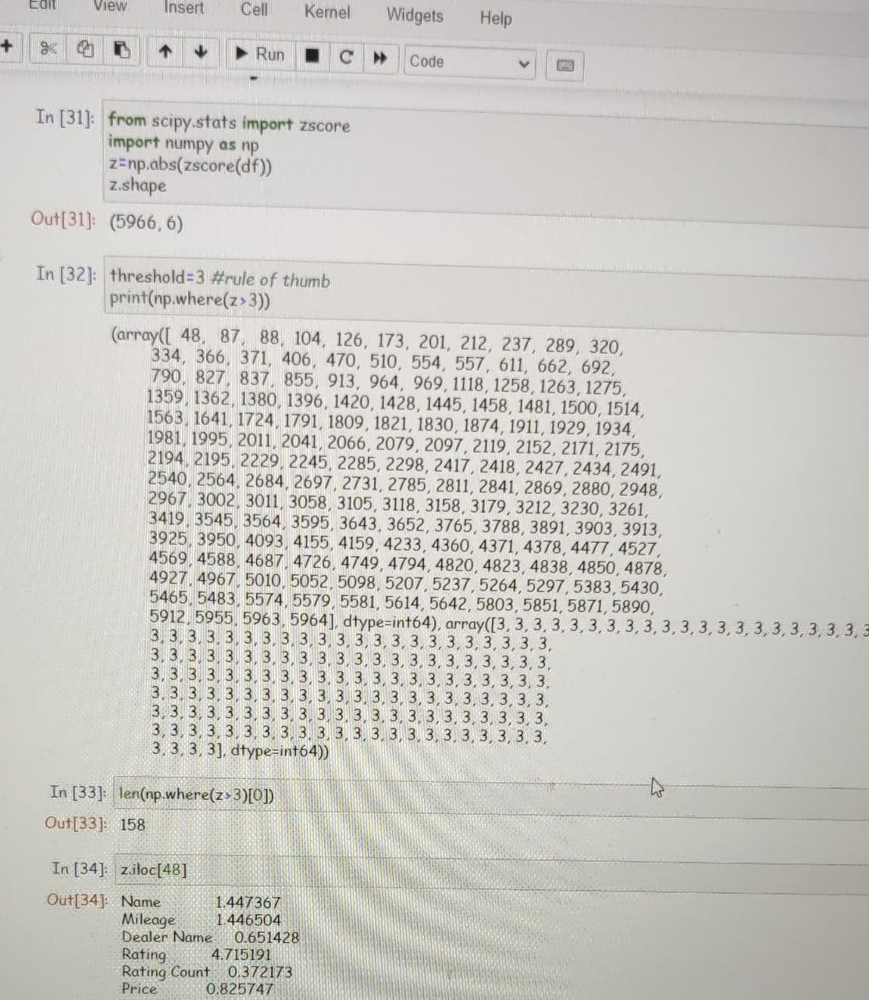 Edit View Insert Cell Kernel Widgets Help
Run Code
In [31]: from scipy.stats import zscore
import numpy as np
z=np.abs(zscore(df))
z.shape
Out[31]: (5966, 6)
In [32]: threshold=3 #rule of thumb
print(np.where(z>3))
(array([ 48, 87, 88, 104, 126, 173, 201, 212, 237, 289, 320,
334, 366, 371, 406, 470, 510, 554, 557, 611, 662, 692,
790, 827, 837, 855, 913, 964, 969, 1118, 1258, 1263, 1275,
1359, 1362, 1380, 1396, 1420, 1428, 1445, 1458, 1481, 1500, 1514,
1563, 1641, 1724, 1791, 1809, 1821, 1830, 1874, 1911, 1929, 1934,
1981, 1995, 2011, 2041, 2066, 2079, 2097, 2119, 2152, 2171, 2175,
2194, 2195, 2229, 2245, 2285, 2298, 2417, 2418, 2427, 2434, 2491,
2540, 2564, 2684, 2697, 2731, 2785, 2811, 2841, 2869, 2880, 2948,
2967, 3002, 3011, 3058, 3105, 3118, 3158, 3179, 3212, 3230, 3261,
3419, 3545, 3564, 3595, 3643, 3652, 3765, 3788, 3891, 3903, 3913,
3925, 3950, 4093, 4155, 4159, 4233, 4360, 4371, 4378, 4477, 4527,
4569, 4588, 4687, 4726, 4749, 4794, 4820, 4823, 4838, 4850, 4878,
4927, 4967, 5010, 5052, 5098, 5207, 5237, 5264, 5297, 5383, 5430,
5465, 5483, 5574, 5579, 5581, 5614, 5642, 5803, 5851, 5871, 5890,
5912, 5955, 5963, 5964], dtype=int64), array([3, 3, 3, 3, 3, 3, 3, 3, 3, 3, 3, 3, 3, 3, 3, 3, 3, 3, 3, 3, 3
3, 3, 3, 3, 3, 3, 3, 3, 3, 3, 3, 3, 3, 3, 3, 3, 3, 3, 3, 3, 3, 3,
3, 3, 3, 3, 3, 3, 3, 3, 3, 3, 3, 3, 3, 3, 3, 3, 3, 3, 3, 3, 3, 3,
3, 3, 3, 3, 3, 3, 3, 3, 3, 3, 3, 3, 3, 3, 3, 3, 3, 3, 3, 3, 3, 3,
3, 3, 3, 3, 3, 3, 3, 3, 3, 3, 3, 3, 3, 3, 3, 3, 3, 3, 3, 3, 3, 3,
3, 3, 3, 3, 3, 3, 3, 3, 3, 3, 3, 3, 3, 3, 3, 3, 3, 3, 3, 3, 3, 3,
3, 3, 3, 3, 3, 3, 3, 3, 3, 3, 3, 3, 3, 3, 3, 3, 3, 3, 3, 3, 3, 3,
3, 3, 3, 3], dtype=int64))
In [33]: len(np.where(z>3)[0])
Out[33]: 158
In [34]: z.iloc[48]
Out[34]: Name 1.447367
Mileage 1.446504
Dealer Name 0.651428
Rating 4.715191
Rating Count 0.372173
Price 0.825747